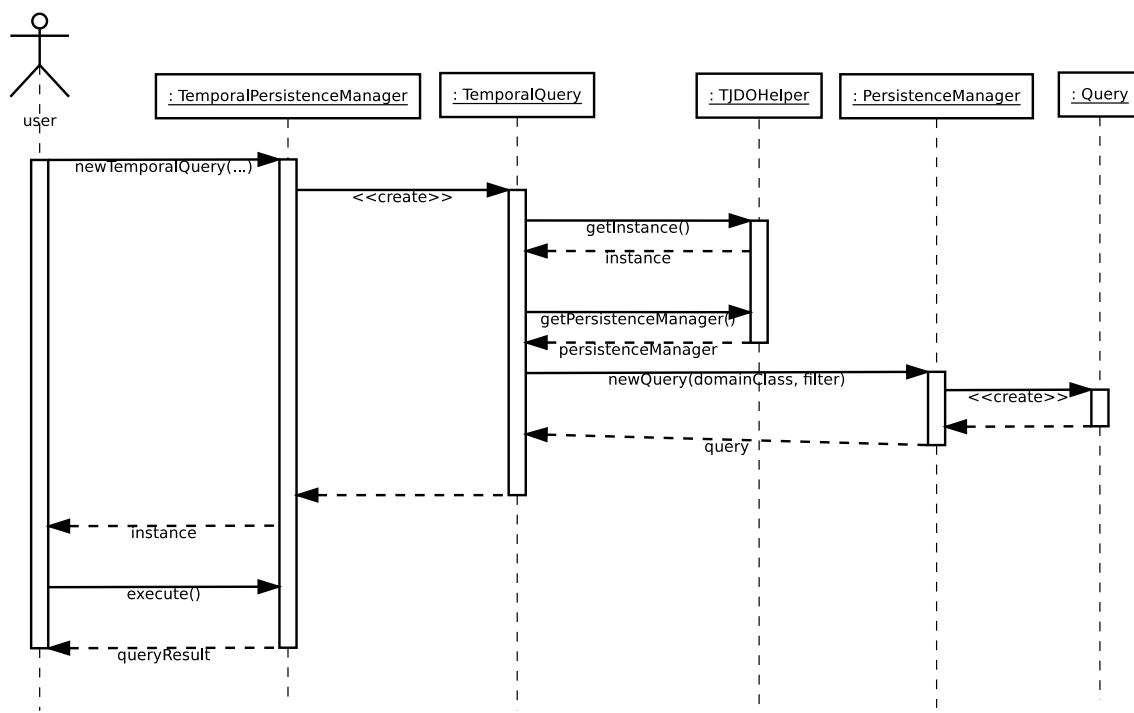 : TemporalPersistenceManager
: TemporalQuery
: TJDOHelper
: PersistenceManager
: Query
user
newTemporalQuery(...)
<<create>>
getInstance()
instance
getPersistenceManager()
persistenceManager
newQuery(domainClass, filter)
<<create>>
query
instance
execute()
queryResult